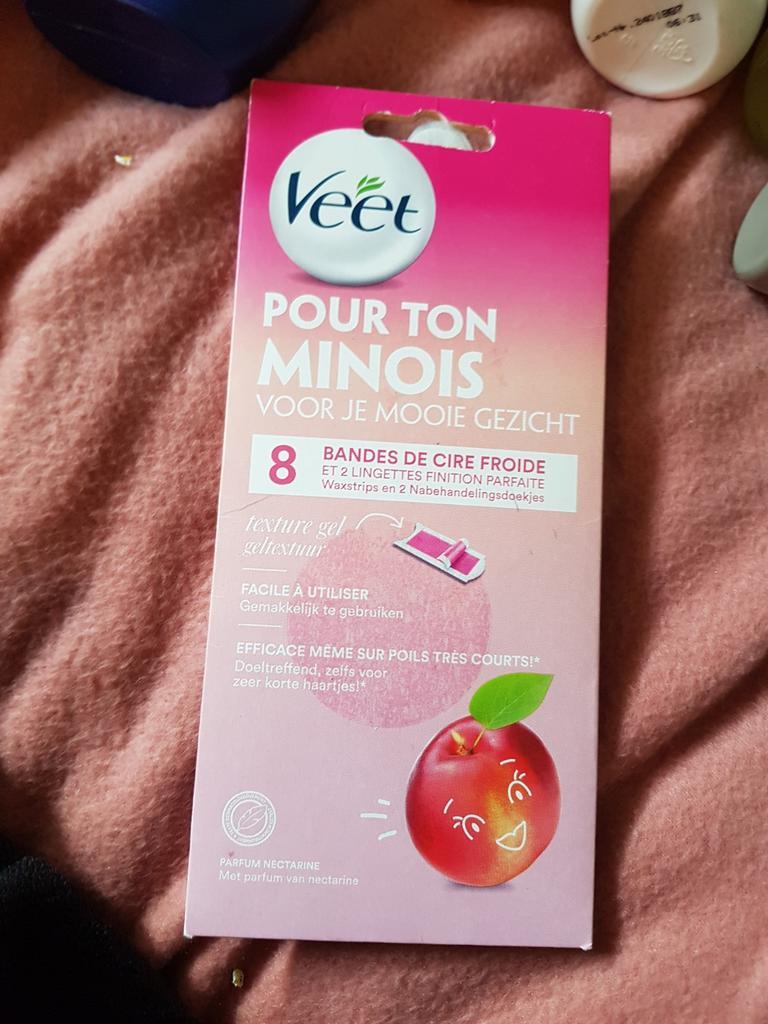 06:31
Veet
POUR TON
MINOIS
VOOR JE MOOIE GEZICHT
8
BANDES DE CIRE FROIDE
ET 2 LINGETTES FINITION PARFAITE
Waxstrips en 2 Nabehandelingsdoekjes
texture gel
geltextuur
FACILE À UTILISER
Gemakkelijk te gebruiken
EFFICACE MÊME SUR POILS TRÈS COURTS!*
Doeltreffend, zelfs voor
zeer korte haartjes!*
PARFUM NECTARINE
Met parfum van nectarine